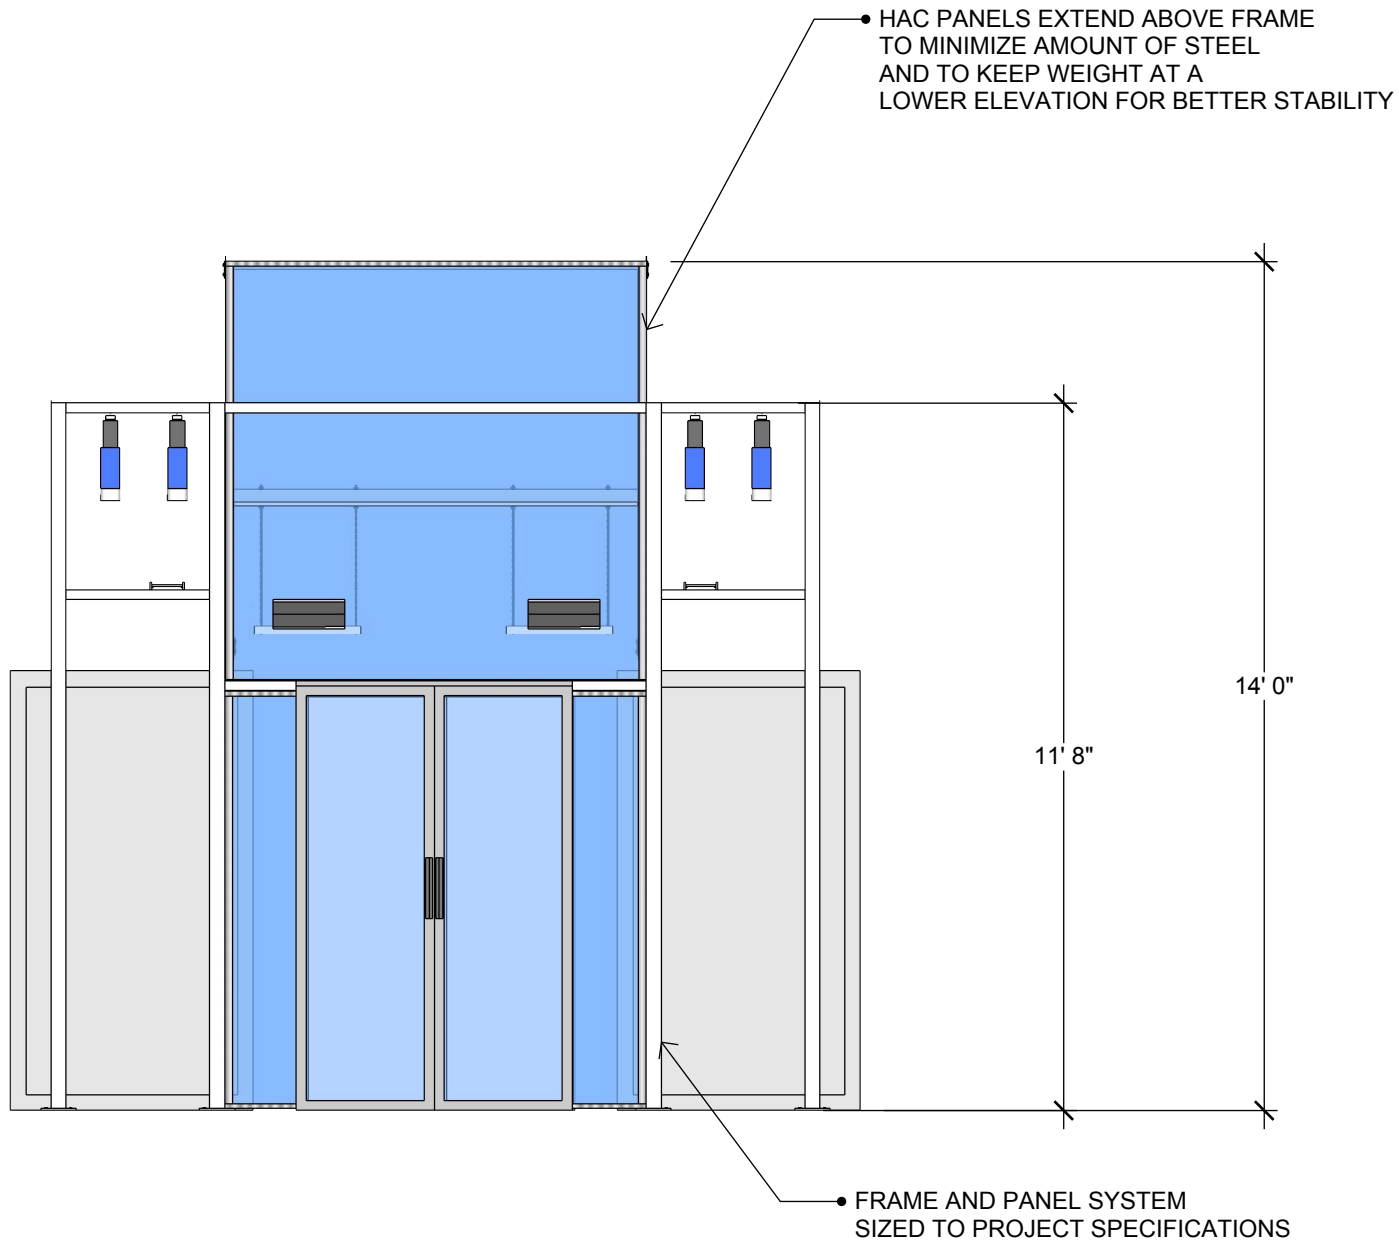 HAC PANELS EXTEND ABOVE FRAME
TO MINIMIZE AMOUNT OF STEEL
AND TO KEEP WEIGHT AT A
LOWER ELEVATION FOR BETTER STABILITY
14' 0"
11' 8"
FRAME AND PANEL SYSTEM
SIZED TO PROJECT SPECIFICATIONS